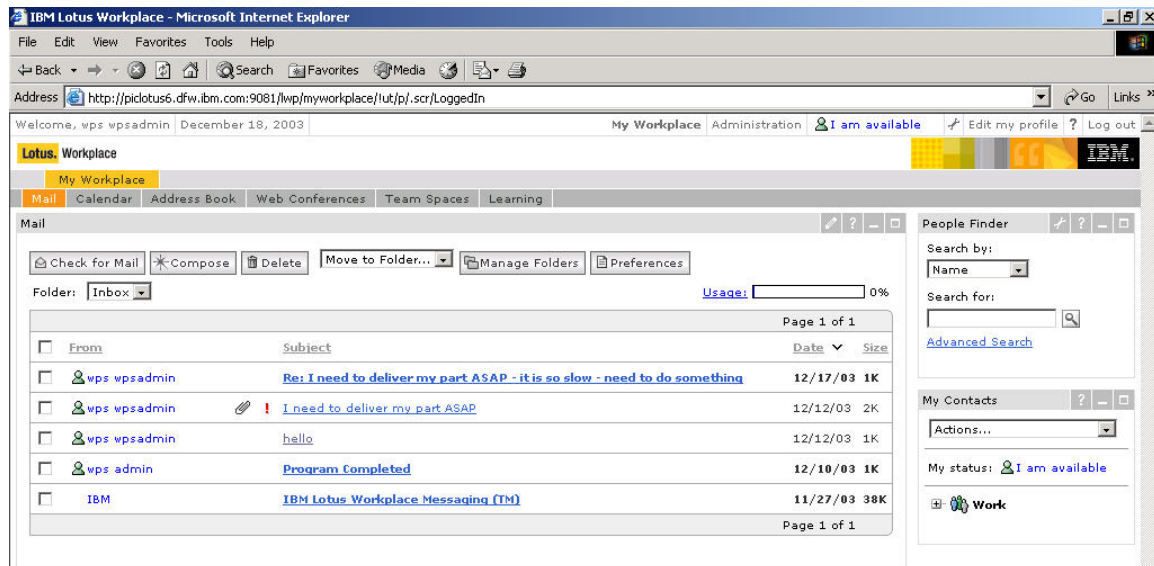 IBM Lotus Workplace - Microsoft Internet Explorer
File Edit View Favorites Tools Help
Back Search Favorites Media
Address http://piclotus6.dfw.ibm.com:9081/lwp/myworkplace/!ut/p/.scr/LoggedIn Go Links »
Welcome, wps wpsadmin December 18, 2003 My Workplace Administration I am available Edit my profile ? Log out
Lotus. Workplace IBM.
My Workplace
Mail Calendar Address Book Web Conferences Team Spaces Learning
Mail ?
Check for Mail Compose Delete Move to Folder... Manage Folders Preferences
Folder: Inbox Usage: 0%
Page 1 of 1
From Subject Date Size
wps wpsadmin Re: I need to deliver my part ASAP - it is so slow - need to do something 12/17/03 1K
wps wpsadmin ! I need to deliver my part ASAP 12/12/03 2K
wps wpsadmin hello 12/12/03 1K
wps admin Program Completed 12/10/03 1K
IBM IBM Lotus Workplace Messaging (TM) 11/27/03 38K
Page 1 of 1
People Finder ?
Search by:
Name
Search for:
Advanced Search
My Contacts ?
Actions...
My status: I am available
Work